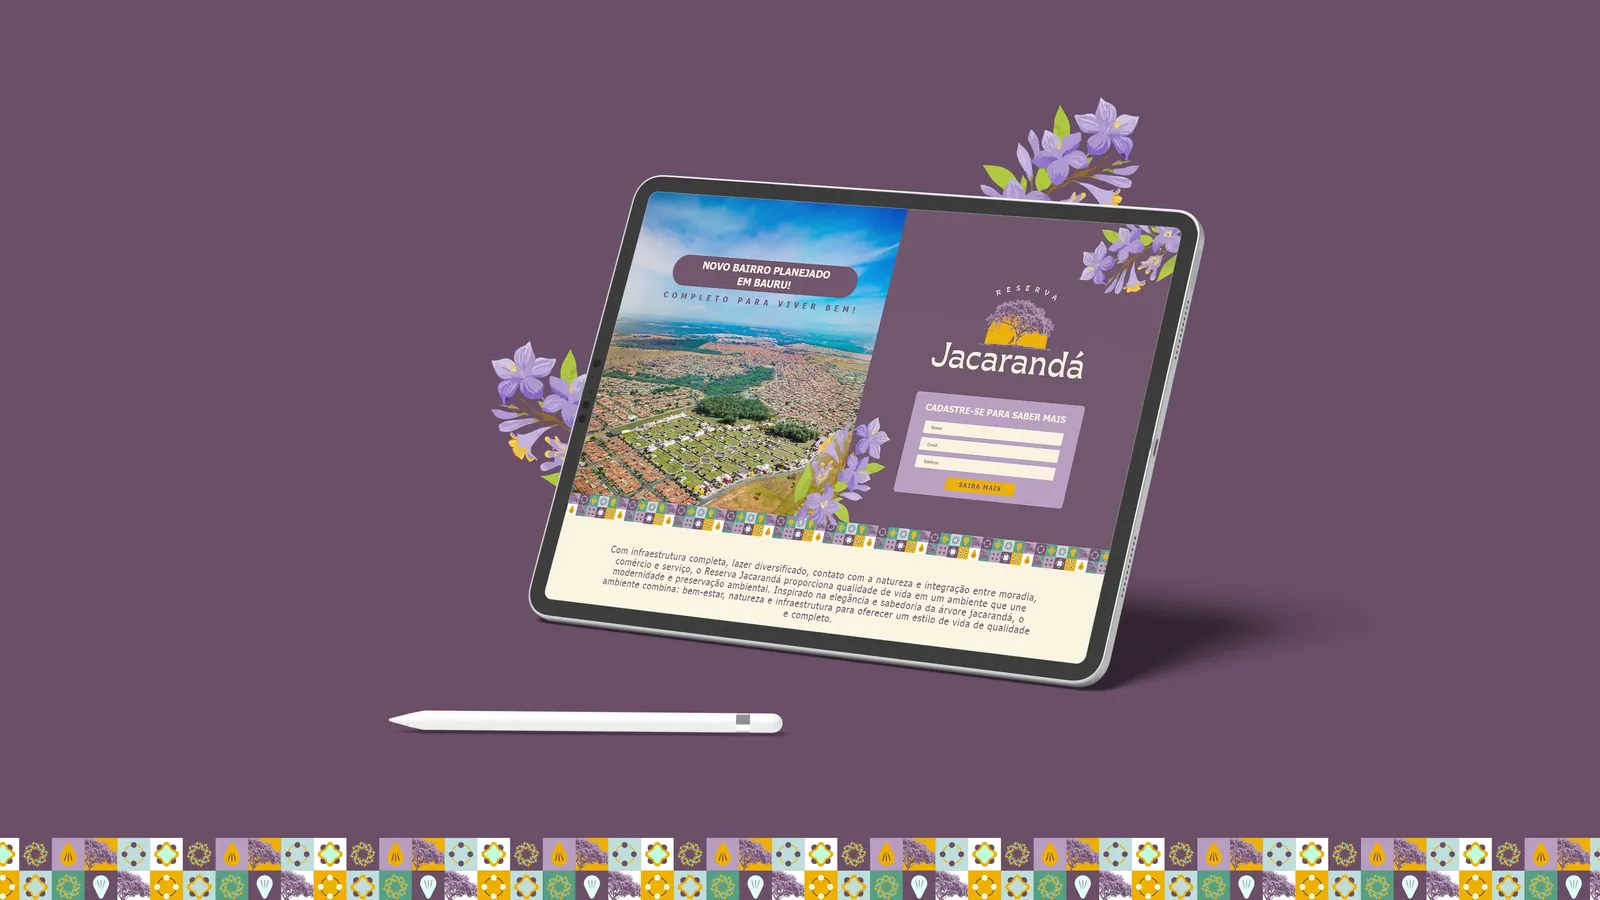 NOVO BAIRRO PLANEJADO
EM BAURU!
COMPLETO PARA VIVER BEM!
RESERVA
Jacarandá
CADASTRE-SE PARA SABER MAIS
Nome
Email
Telefone
SAIBA MAIS
Com infraestrutura completa, lazer diversificado, contato com a natureza e integração entre moradia,
comércio e serviço, o Reserva Jacarandá proporciona qualidade de vida em um ambiente que une
modernidade e preservação ambiental. Inspirado na elegância e sabedoria da árvore jacarandá, o
ambiente combina: bem-estar, natureza e infraestrutura para oferecer um estilo de vida de qualidade
e completo.